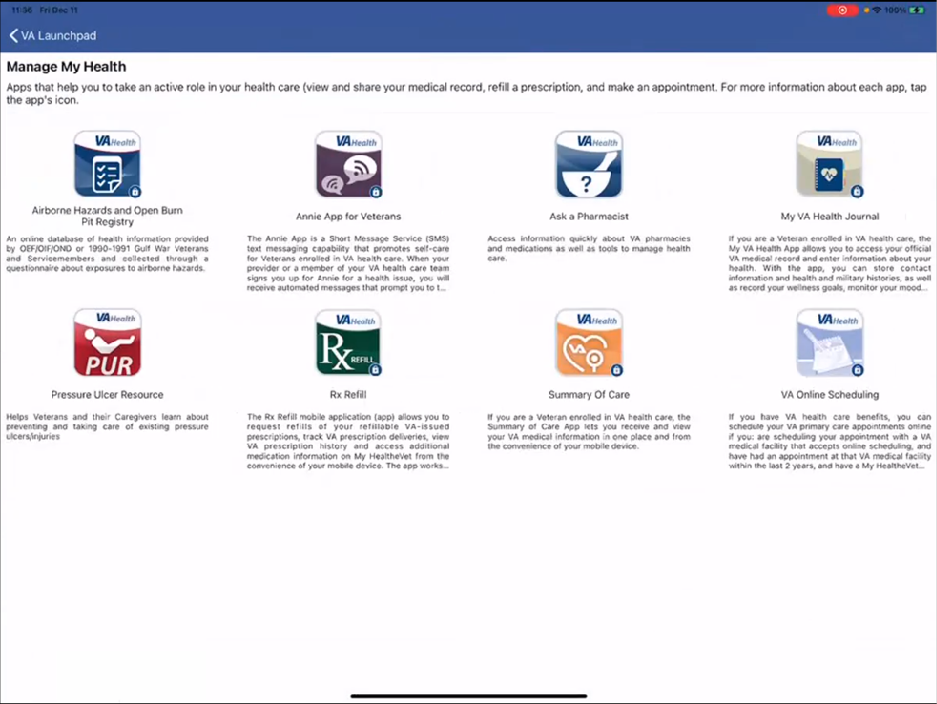 11:56 Fri Dec 11
100%
VA Launchpad
Manage My Health
Apps that help you to take an active role in your health care (view and share your medical record, refill a prescription, and make an appointment. For more information about each app, tap
the app's icon.
VA Health
VA Health
VA Health
VA Health
?
Airborne Hazards and Open Burn
Pit Registry
Annie App for Veterans
Ask a Pharmacist
My VA Health Journal
An online database of health information provided
by OEF/OIF/OND or 1990-1991 Gulf War Veterans
and Servicemembers and collected through a
questionnaire about exposures to airborne hazards.
The Annie App is a Short Message Service (SMS)
text messaging capability that promotes self-care
for Veterans enrolled in VA health care. When your
provider or a member of your VA health care team
signs you up for Annie for a health issue, you will
receive automated messages that prompt you to t...
Access information quickly about VA pharmacies
and medications as well as tools to manage health
care.
If you are a Veteran enrolled in VA health care, the
My VA Health App allows you to access your official
VA medical record and enter information about your
health. With the app, you can store contact
information and health and military histories, as well
as record your wellness goals, monitor your mood...
VA Health
VA Health
VA Health
VA Health
PUR
Rx REFILL
VA
Pressure Ulcer Resource
Rx Refill
Summary Of Care
VA Online Scheduling
Helps Veterans and their Caregivers learn about
preventing and taking care of existing pressure
ulcers/injuries
The Rx Refill mobile application (app) allows you to
request refills of your refillable VA-issued
prescriptions, track VA prescription deliveries, view
VA prescription history and access additional
medication information on My HealtheVet from the
convenience of your mobile device. The app works...
If you are a Veteran enrolled in VA health care, the
Summary of Care App lets you receive and view
your VA medical information in one place and from
the convenience of your mobile device.
If you have VA health care benefits, you can
schedule your VA primary care appointments online
if you: are scheduling your appointment with a VA
medical facility that accepts online scheduling, and
have had an appointment at that VA medical facility
within the last 2 years, and have a My HealtheVet...